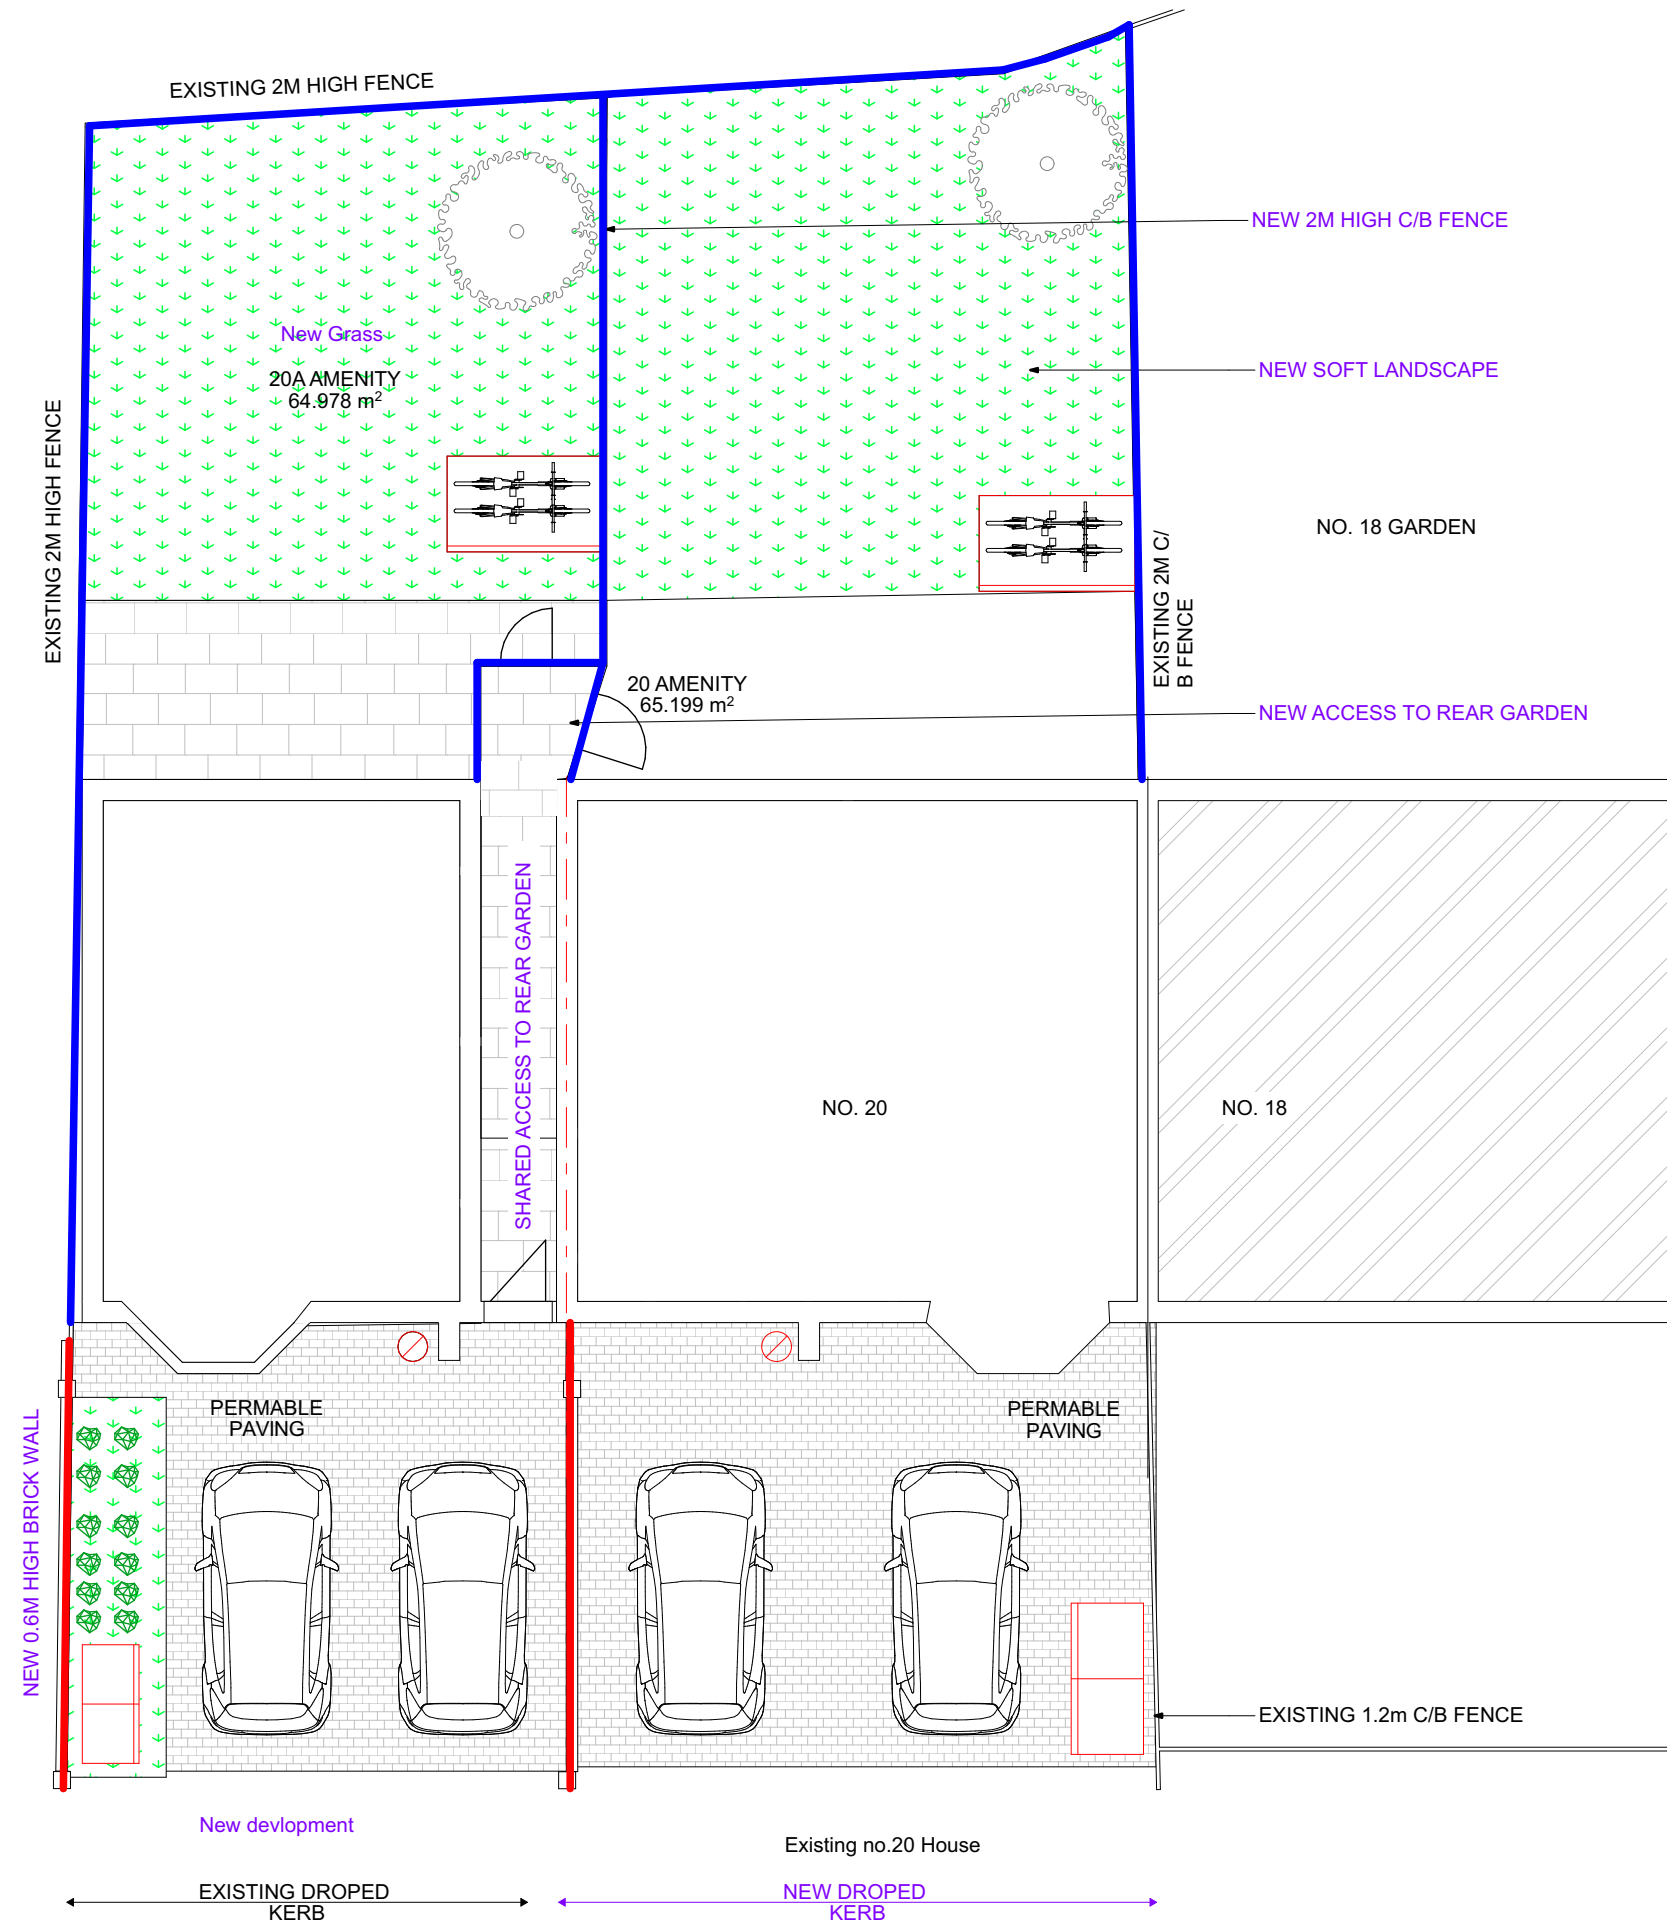 EXISTING 2M HIGH FENCE
NEW 2M HIGH C/B FENCE
New Grass
20A AMENITY
64.978 m²
NEW SOFT LANDSCAPE
EXISTING 2M HIGH FENCE
NO. 18 GARDEN
EXISTING 2M C/
B FENCE
20 AMENITY
65.199 m²
NEW ACCESS TO REAR GARDEN
SHARED ACCESS TO REAR GARDEN
NO. 20
NO. 18
PERMABLE
PAVING
PERMABLE
PAVING
NEW 0.6M HIGH BRICK WALL
EXISTING 1.2m C/B FENCE
New devlopment
Existing no.20 House
EXISTING DROPED
KERB
NEW DROPED
KERB